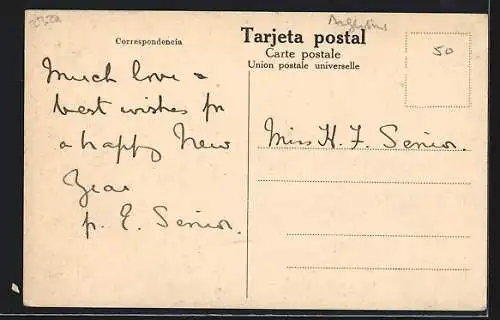 Correspondencia
Tarjeta postal
Carte postale
Union postale universelle
50
Much love =
best wishes for
a happy New
Year
p. E. Senior.
Miss H. F. Senior.